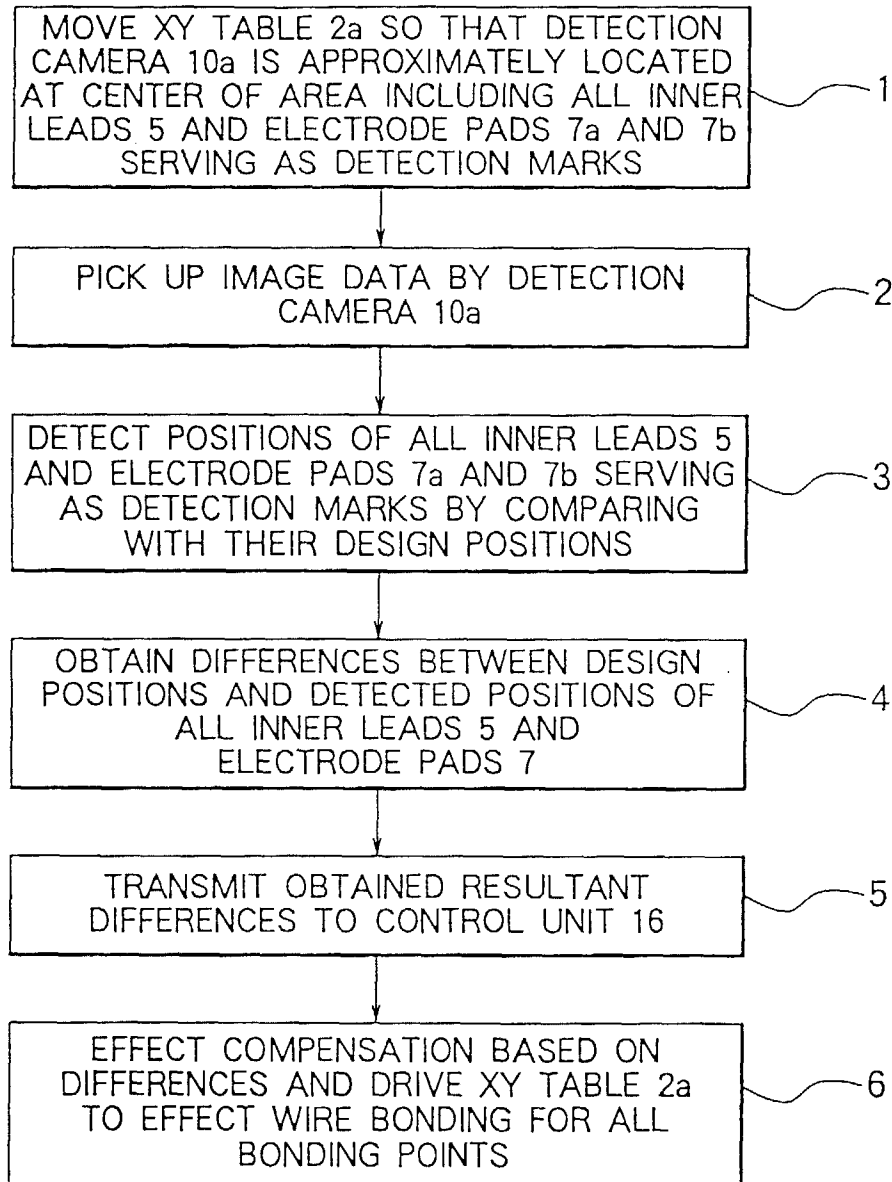 MOVE XY TABLE 2a SO THAT DETECTION
CAMERA 10a IS APPROXIMATELY LOCATED
AT CENTER OF AREA INCLUDING ALL INNER
LEADS 5 AND ELECTRODE PADS 7a AND 7b
SERVING AS DETECTION MARKS
1
PICK UP IMAGE DATA BY DETECTION
CAMERA 10a
2
DETECT POSITIONS OF ALL INNER LEADS 5
AND ELECTRODE PADS 7a AND 7b SERVING
AS DETECTION MARKS BY COMPARING
WITH THEIR DESIGN POSITIONS
3
OBTAIN DIFFERENCES BETWEEN DESIGN
POSITIONS AND DETECTED POSITIONS OF
ALL INNER LEADS 5 AND
ELECTRODE PADS 7
4
TRANSMIT OBTAINED RESULTANT
DIFFERENCES TO CONTROL UNIT 16
5
EFFECT COMPENSATION BASED ON
DIFFERENCES AND DRIVE XY TABLE 2a
TO EFFECT WIRE BONDING FOR ALL
BONDING POINTS
6